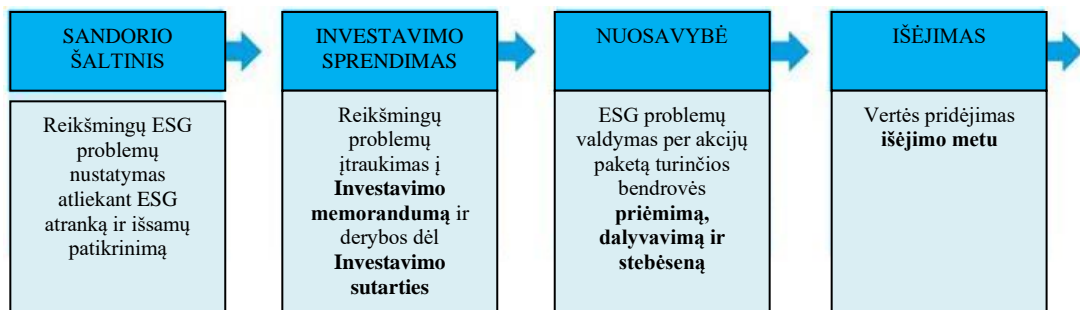 SANDORIO
ŠALTINIS
Reikšmingų ESG
problemų
nustatymas
atliekant ESG
atranką ir išsamų
patikrinimą
INVESTAVIMO
SPRENDIMAS
Reikšmingų
problemų
įtraukimas į
Investavimo
memorandumą ir
derybos dėl
Investavimo
sutarties
NUOSAVYBĖ
ESG problemų
valdymas per akcijų
paketą turinčios
bendrovės
priėmimą,
dalyvavimą ir
stebėseną
IŠĖJIMAS
Vertės pridėjimas
išėjimo metu